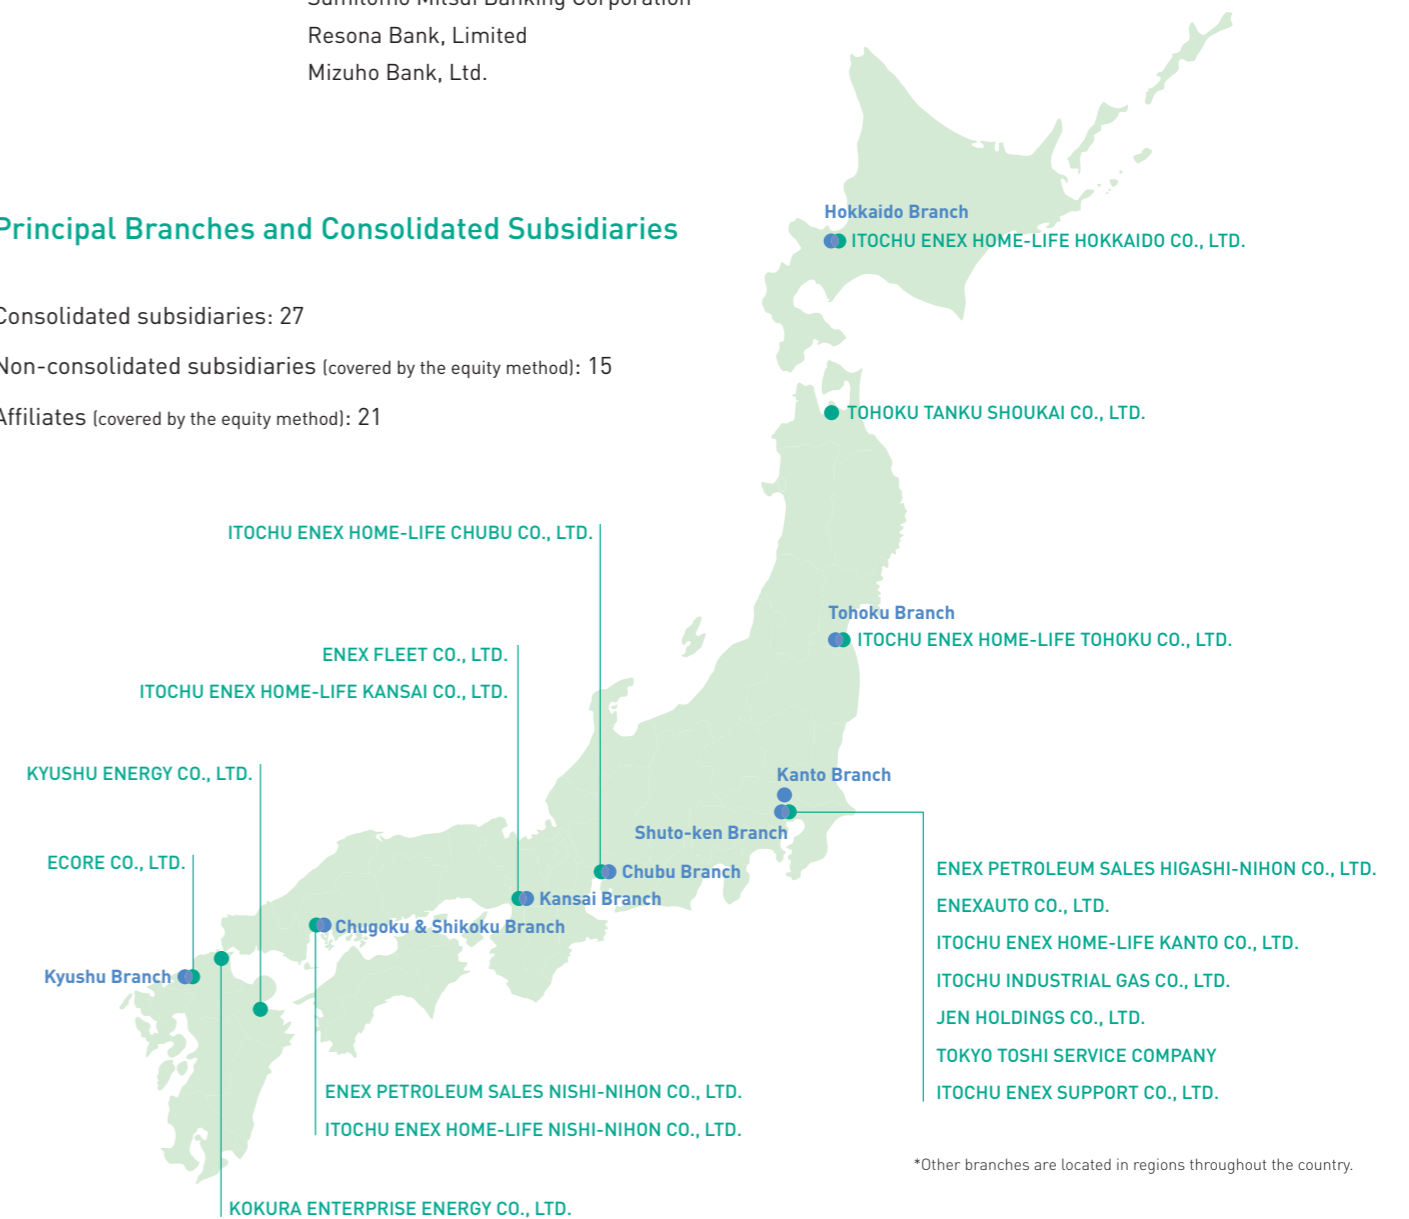 Sumitomo Mitsui Banking Corporation
Resona Bank, Limited
Mizuho Bank, Ltd.
Principal Branches and Consolidated Subsidiaries
Consolidated subsidiaries: 27
Non-consolidated subsidiaries (covered by the equity method): 15
Affiliates (covered by the equity method): 21
Hokkaido Branch
ITOCHU ENEX HOME-LIFE HOKKAIDO CO., LTD.
TOHOKU TANKU SHOUKAI CO., LTD.
ITOCHU ENEX HOME-LIFE CHUBU CO., LTD.
Tohoku Branch
ITOCHU ENEX HOME-LIFE TOHOKU CO., LTD.
ENEX FLEET CO., LTD.
ITOCHU ENEX HOME-LIFE KANSAI CO., LTD.
KYUSHU ENERGY CO., LTD.
Kanto Branch
Shuto-ken Branch
ECORE CO., LTD.
Chubu Branch
Kansai Branch
Chugoku & Shikoku Branch
Kyushu Branch
ENEX PETROLEUM SALES HIGASHI-NIHON CO., LTD.
ENEXAUTO CO., LTD.
ITOCHU ENEX HOME-LIFE KANTO CO., LTD.
ITOCHU INDUSTRIAL GAS CO., LTD.
JEN HOLDINGS CO., LTD.
TOKYO TOSHI SERVICE COMPANY
ITOCHU ENEX SUPPORT CO., LTD.
ENEX PETROLEUM SALES NISHI-NIHON CO., LTD.
ITOCHU ENEX HOME-LIFE NISHI-NIHON CO., LTD.
*Other branches are located in regions throughout the country.
KOKURA ENTERPRISE ENERGY CO., LTD.